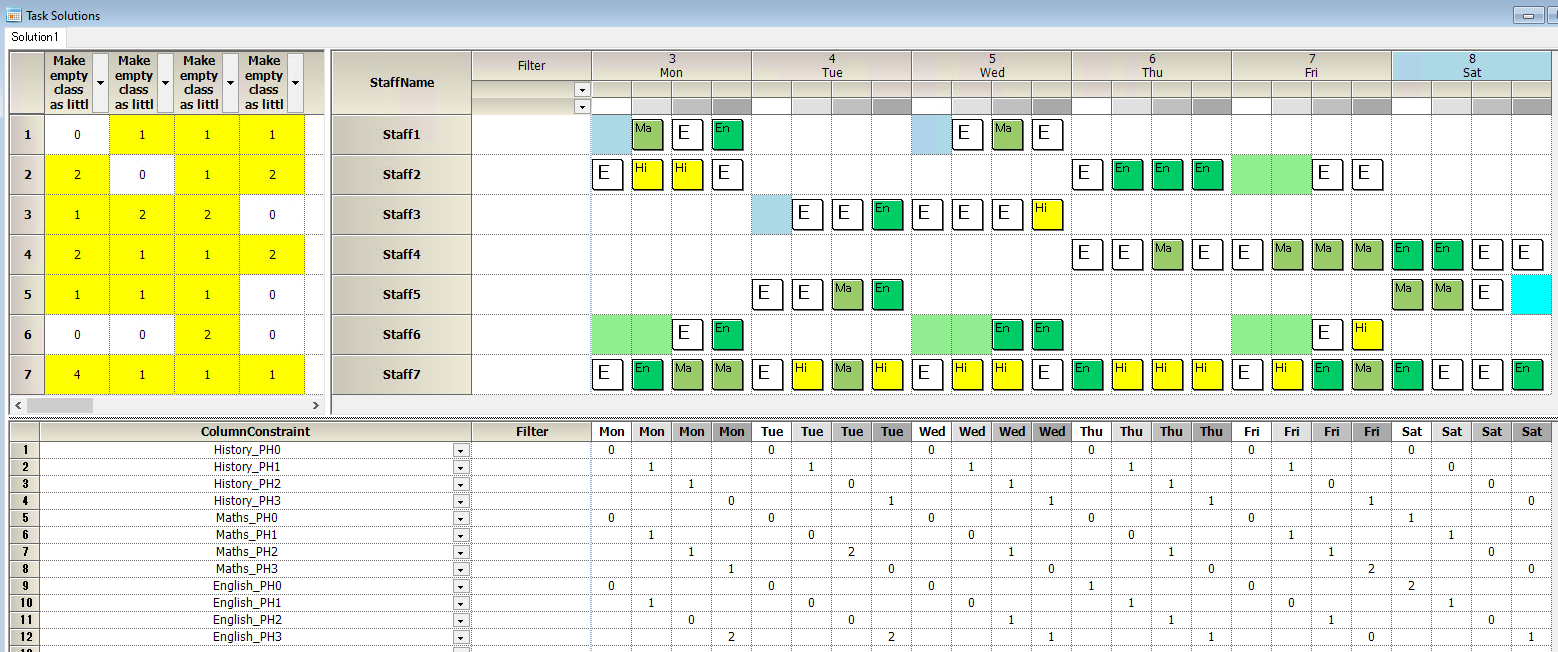 Task Solutions
Solution1
Make empty class as littl Make empty class as littl Make empty class as littl Make empty class as littl
StaffName Filter 3 Mon 4 Tue 5 Wed 6 Thu 7 Fri 8 Sat
1 0 1 1 1 Staff1 Ma E En E Ma E
2 2 0 1 2 Staff2 E Hi Hi E E En En En E E
3 1 2 2 0 Staff3 E E En E E E Hi
4 2 1 1 2 Staff4 E E Ma E E Ma Ma Ma En En E E
5 1 1 1 0 Staff5 E E Ma En Ma Ma E
6 0 0 2 0 Staff6 E En En En E Hi
7 4 1 1 1 Staff7 E En Ma Ma E Hi Ma Hi E Hi Hi E En Hi Hi Hi E Hi En Ma En E E En
ColumnConstraint Filter Mon Mon Mon Mon Tue Tue Tue Tue Wed Wed Wed Wed Thu Thu Thu Thu Fri Fri Fri Fri Sat Sat Sat Sat
1 History_PH0 0 0 0 0 0 0
2 History_PH1 1 1 1 1 1 0
3 History_PH2 1 0 1 1 0 0
4 History_PH3 0 1 1 1 1 0
5 Maths_PH0 0 0 0 0 0 1
6 Maths_PH1 1 0 0 0 1 1
7 Maths_PH2 1 2 1 1 1 0
8 Maths_PH3 1 0 0 0 2 0
9 English_PH0 0 0 0 1 0 2
10 English_PH1 1 0 0 1 0 1
11 English_PH2 0 0 1 1 1 0
12 English_PH3 2 2 1 1 0 1